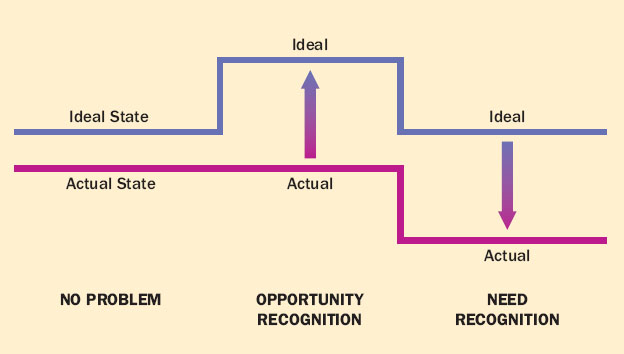 Ideal
Ideal State
Ideal
Actual State
Actual
Actual
NO PROBLEM
OPPORTUNITY
RECOGNITION
NEED
RECOGNITION